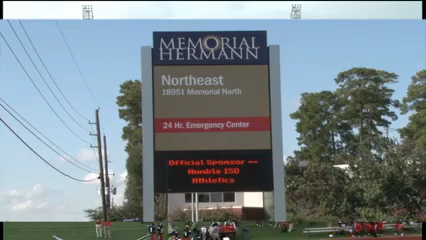 MEMORIAL
HERMANN
Northeast
18951 Memorial North
24 Hr. Emergency Center
Official Sponsor --
Humble ISD
Athletics